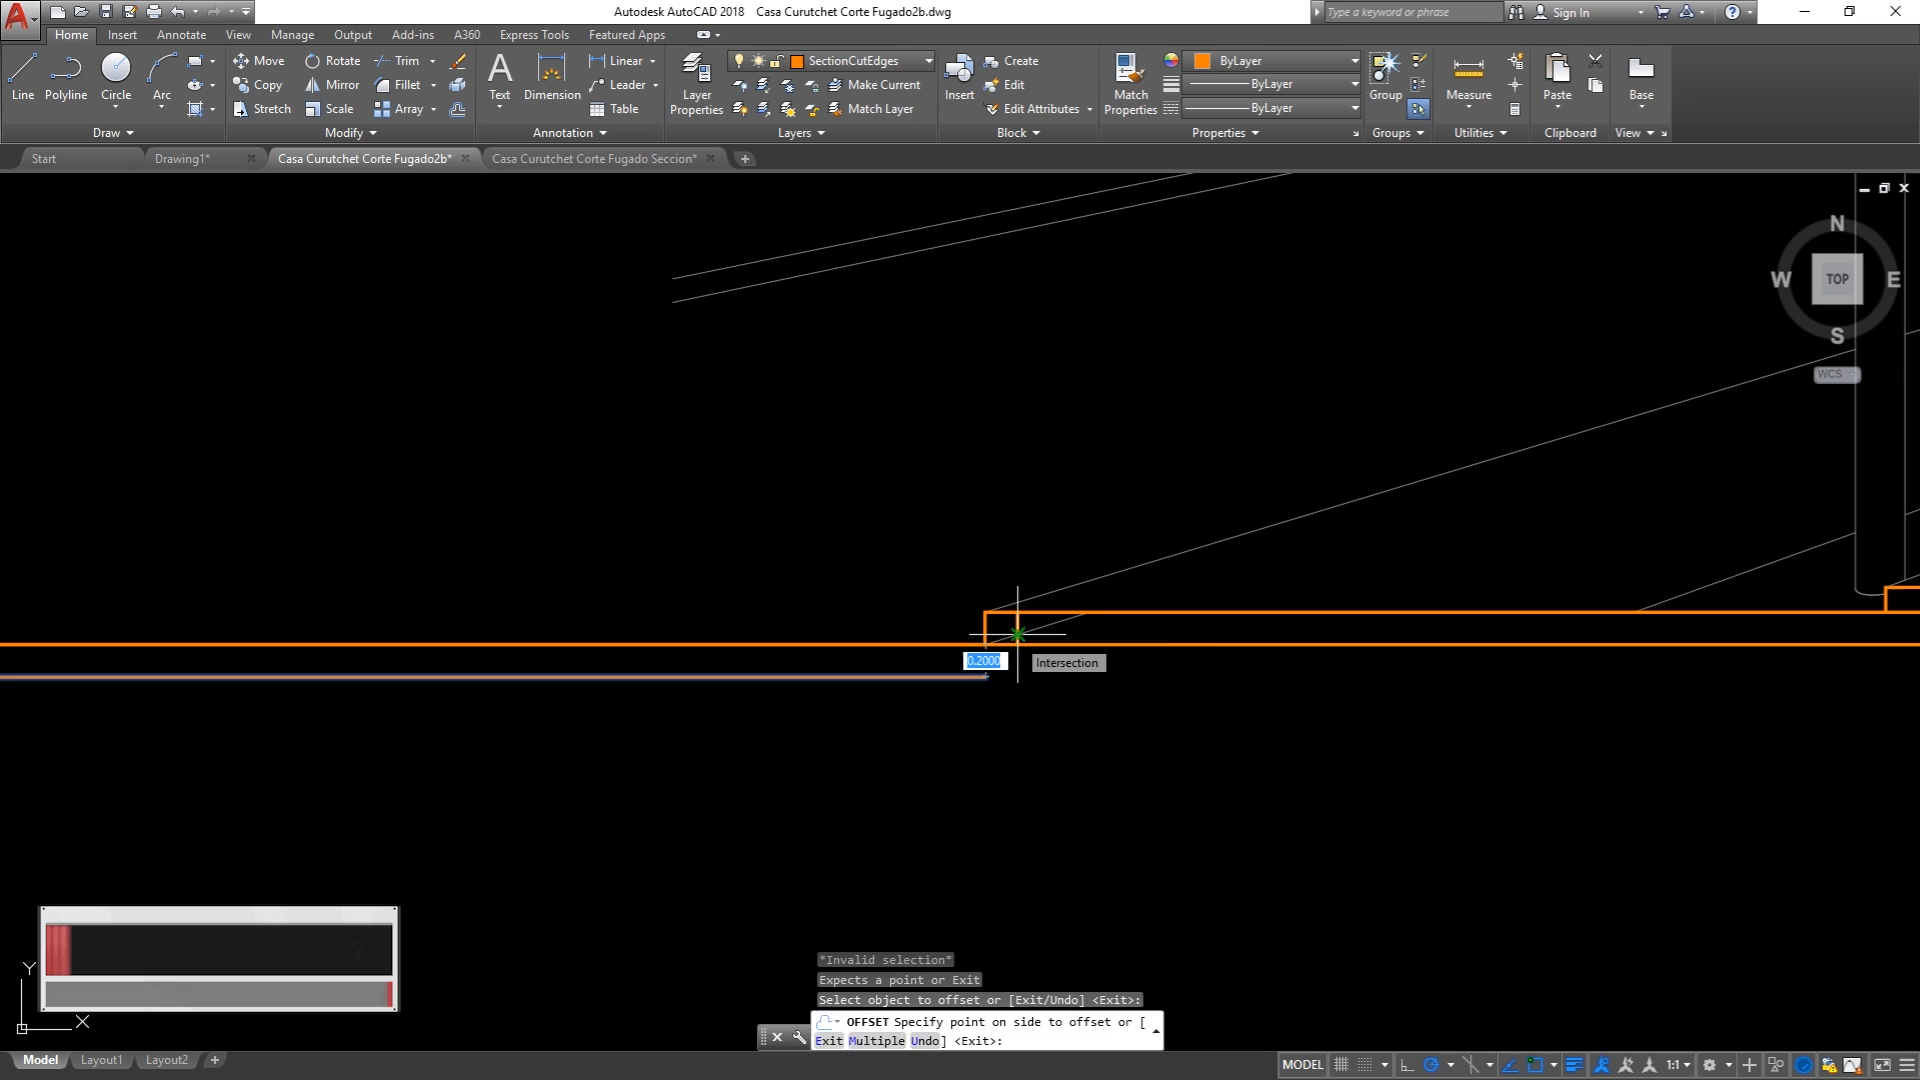 Autodesk AutoCAD 2018 Casa Curutchet Corte Fugado2b.dwg
Type a keyword or phrase
Sign In
Home Insert Annotate View Manage Output Add-ins A360 Express Tools Featured Apps
Line Polyline Circle Arc
Draw
Move Rotate Trim
Copy Mirror Fillet
Stretch Scale Array
Modify
Text Dimension
Linear
Leader
Table
Annotation
Layer Properties
SectionCutEdges
Make Current
Match Layer
Layers
Insert
Create
Edit
Edit Attributes
Block
Match Properties
ByLayer
ByLayer
ByLayer
Properties
Group
Groups
Measure
Utilities
Paste
Clipboard
Base
View
Start Drawing1* Casa Curutchet Corte Fugado2b* Casa Curutchet Corte Fugado Seccion*
N
W TOP E
S
WCS
0.2000
Intersection
Y
X
*Invalid selection*
Expects a point or Exit
Select object to offset or [Exit/Undo] <Exit>:
OFFSET Specify point on side to offset or [
Exit Multiple Undo] <Exit>:
Model Layout1 Layout2
MODEL 1:1